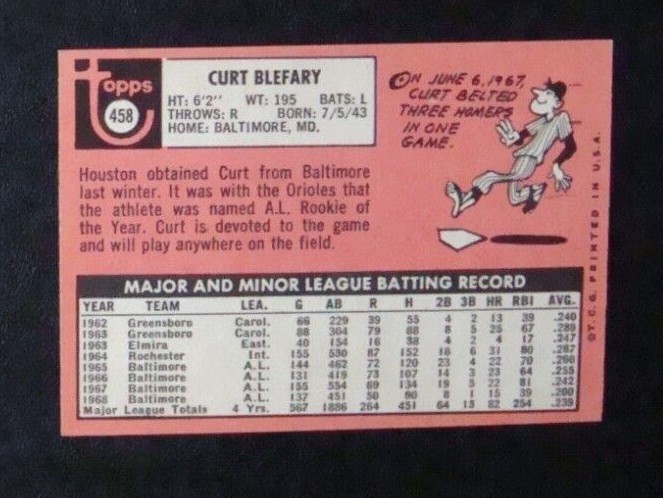 topps
458
CURT BLEFARY
HT: 6'2" WT: 195 BATS: L
THROWS: R BORN: 7/5/43
HOME: BALTIMORE, MD.
ON JUNE 6, 1967,
CURT BELTED
THREE HOMERS
IN ONE
GAME.
Houston obtained Curt from Baltimore
last winter. It was with the Orioles that
the athlete was named A.L. Rookie of
the Year. Curt is devoted to the game
and will play anywhere on the field.
MAJOR AND MINOR LEAGUE BATTING RECORD
YEAR TEAM LEA. G AB R H 2B 3B HR RBI AVG.
1962 Greensboro Carol. 66 229 39 55 4 2 13 39 .240
1963 Greensboro Carol. 88 304 79 88 8 5 25 67 .289
1963 Elmira East. 40 154 16 38 4 2 4 17 .247
1964 Rochester Int. 155 530 87 152 18 6 31 80 .287
1965 Baltimore A.L. 144 462 72 120 23 4 22 70 .260
1966 Baltimore A.L. 131 419 73 107 14 3 23 64 .255
1967 Baltimore A.L. 155 554 69 134 19 5 22 81 .242
1968 Baltimore A.L. 137 451 50 90 8 1 15 39 .200
Major League Totals 4 Yrs. 567 1886 264 451 64 13 82 254 .239
©T.C.G. PRINTED IN U.S.A.